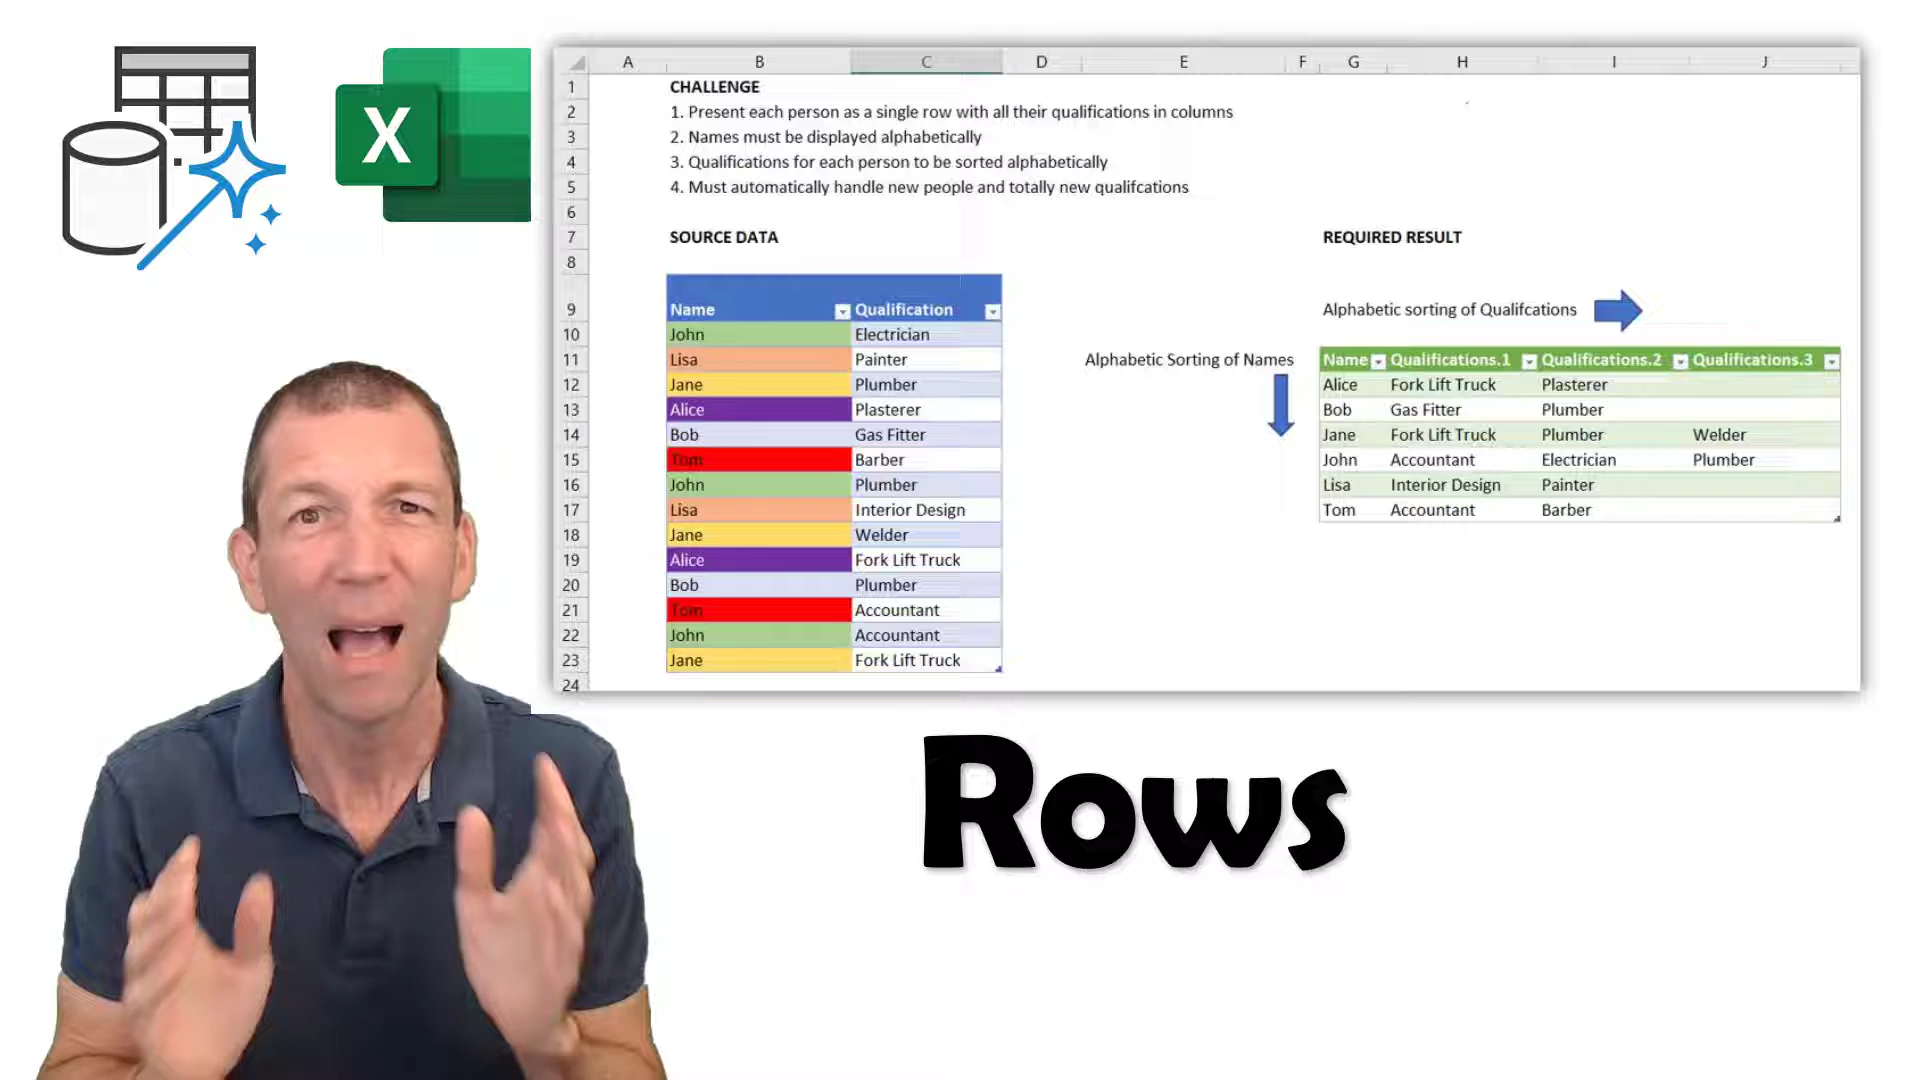 X
A B C D E F G H I J
1 CHALLENGE
2 1. Present each person as a single row with all their qualifications in columns
3 2. Names must be displayed alphabetically
4 3. Qualifications for each person to be sorted alphabetically
5 4. Must automatically handle new people and totally new qualifcations
6
7 SOURCE DATA REQUIRED RESULT
8
9 Name Qualification Alphabetic sorting of Qualifcations
10 John Electrician
11 Lisa Painter Alphabetic Sorting of Names Name Qualifications.1 Qualifications.2 Qualifications.3
12 Jane Plumber Alice Fork Lift Truck Plasterer
13 Alice Plasterer Bob Gas Fitter Plumber
14 Bob Gas Fitter Jane Fork Lift Truck Plumber Welder
15 Tom Barber John Accountant Electrician Plumber
16 John Plumber Lisa Interior Design Painter
17 Lisa Interior Design Tom Accountant Barber
18 Jane Welder
19 Alice Fork Lift Truck
20 Bob Plumber
21 Tom Accountant
22 John Accountant
23 Jane Fork Lift Truck
24
Rows